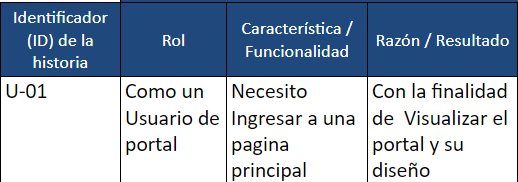 Identificador
(ID) de la
historia
Rol
Característica /
Funcionalidad
Razón / Resultado
U-01
Como un
Usuario de
portal
Necesito
Ingresar a una
pagina
principal
Con la finalidad
de Visualizar el
portal y su
diseño